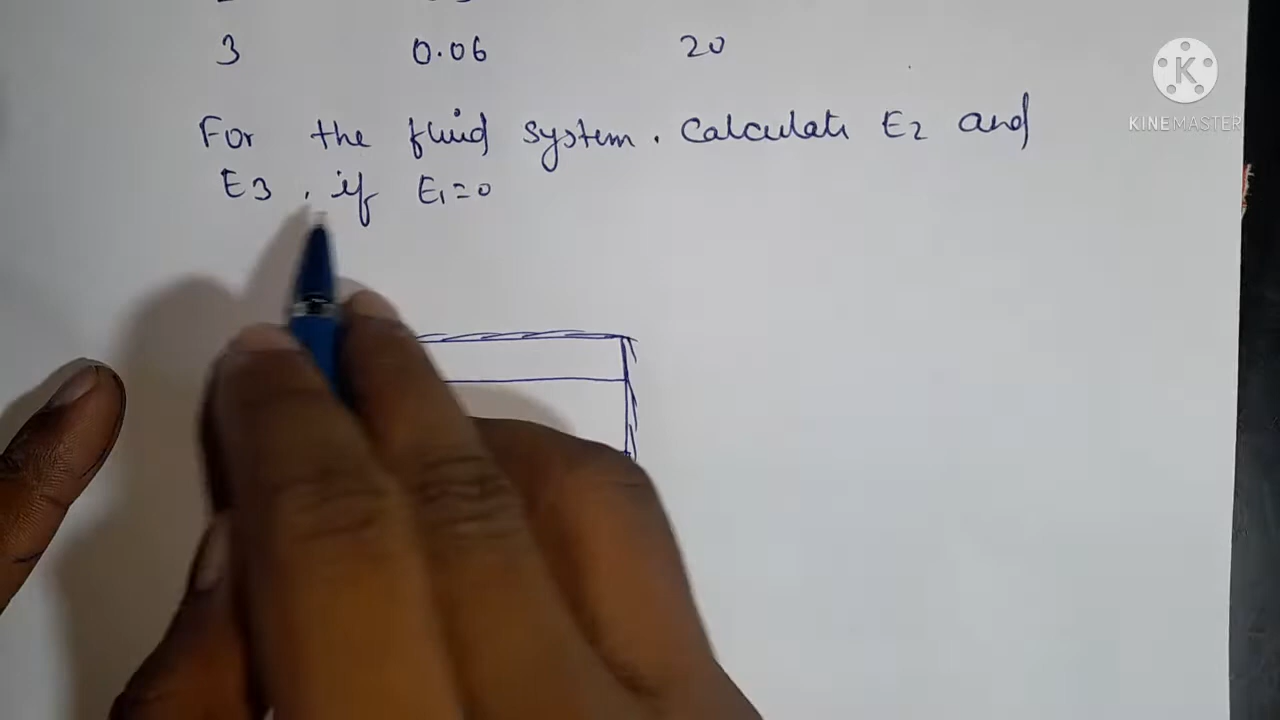 3 0.06 20
For the fluid system. Calculate E2 and
E3, if E1=0
K
KINEMASTER